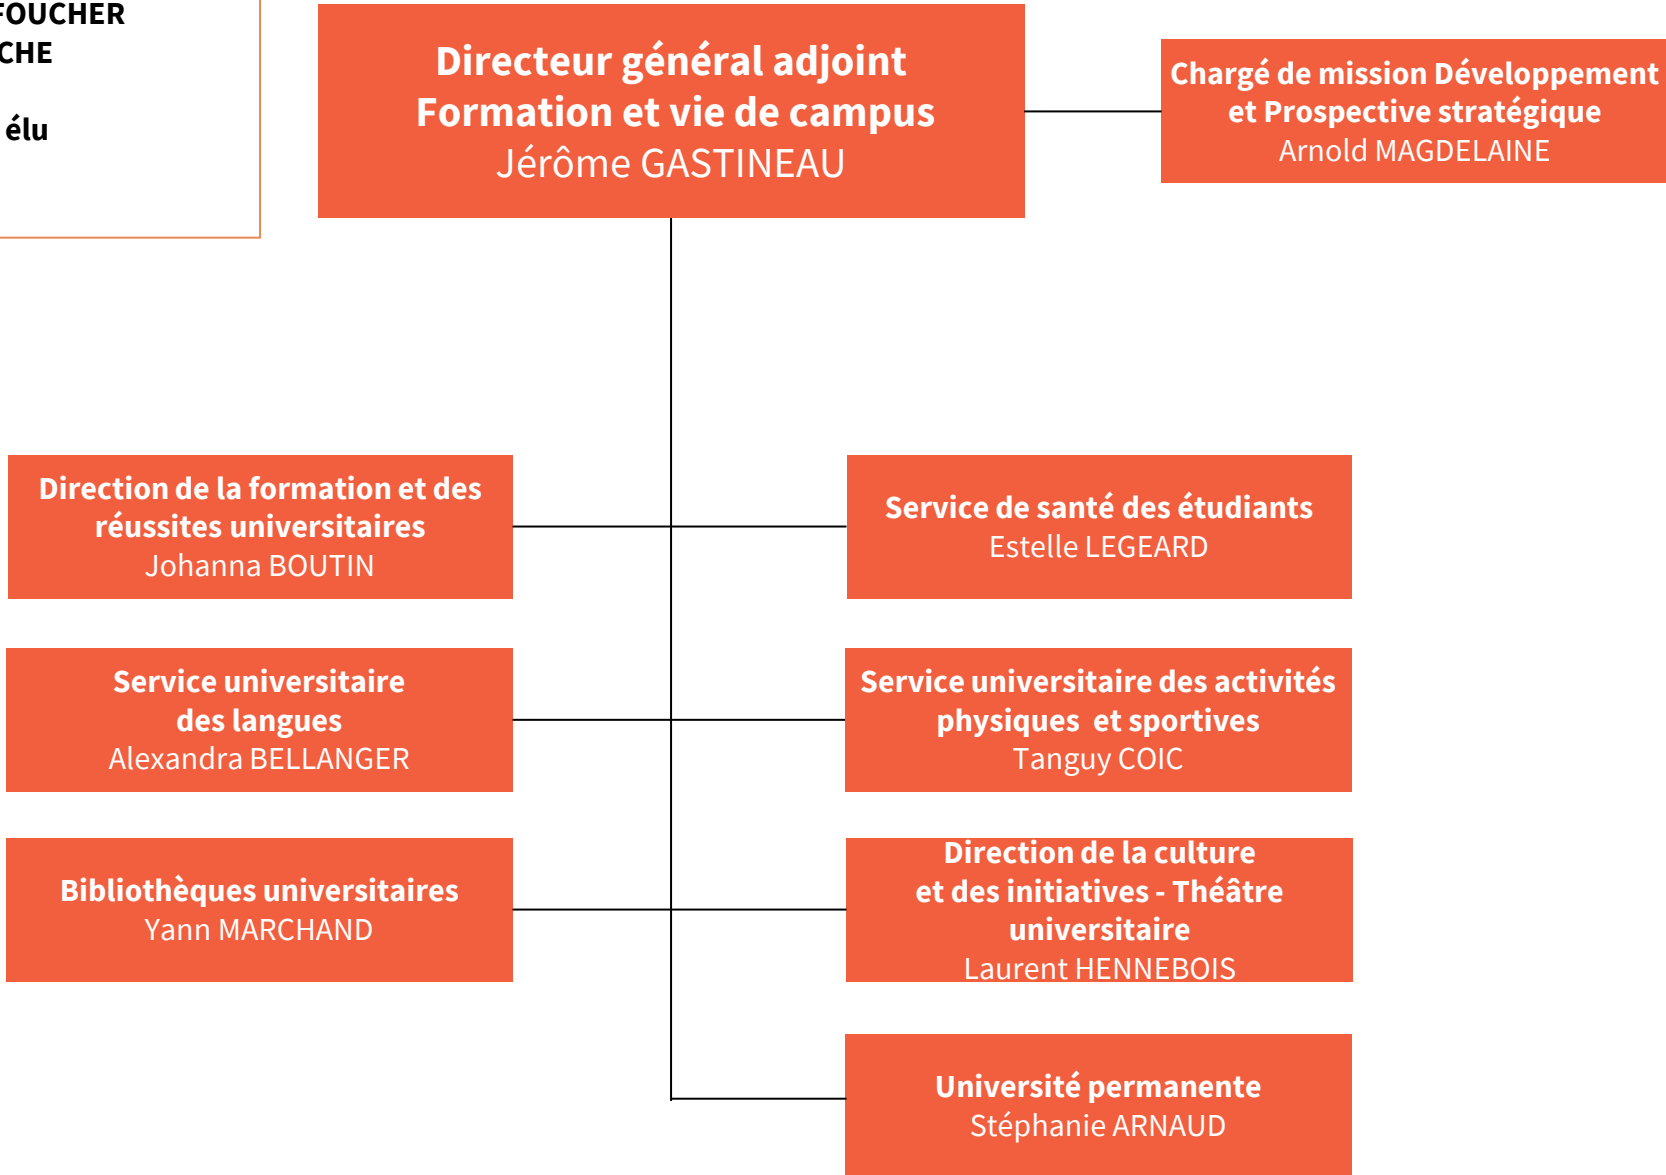 FOUCHER
CHE
élu
Directeur général adjoint
Formation et vie de campus
Jérôme GASTINEAU
Chargé de mission Développement
et Prospective stratégique
Arnold MAGDELAINE
Direction de la formation et des
réussites universitaires
Johanna BOUTIN
Service de santé des étudiants
Estelle LEGEARD
Service universitaire
des langues
Alexandra BELLANGER
Service universitaire des activités
physiques et sportives
Tanguy COIC
Bibliothèques universitaires
Yann MARCHAND
Direction de la culture
et des initiatives - Théâtre
universitaire
Laurent HENNEBOIS
Université permanente
Stéphanie ARNAUD